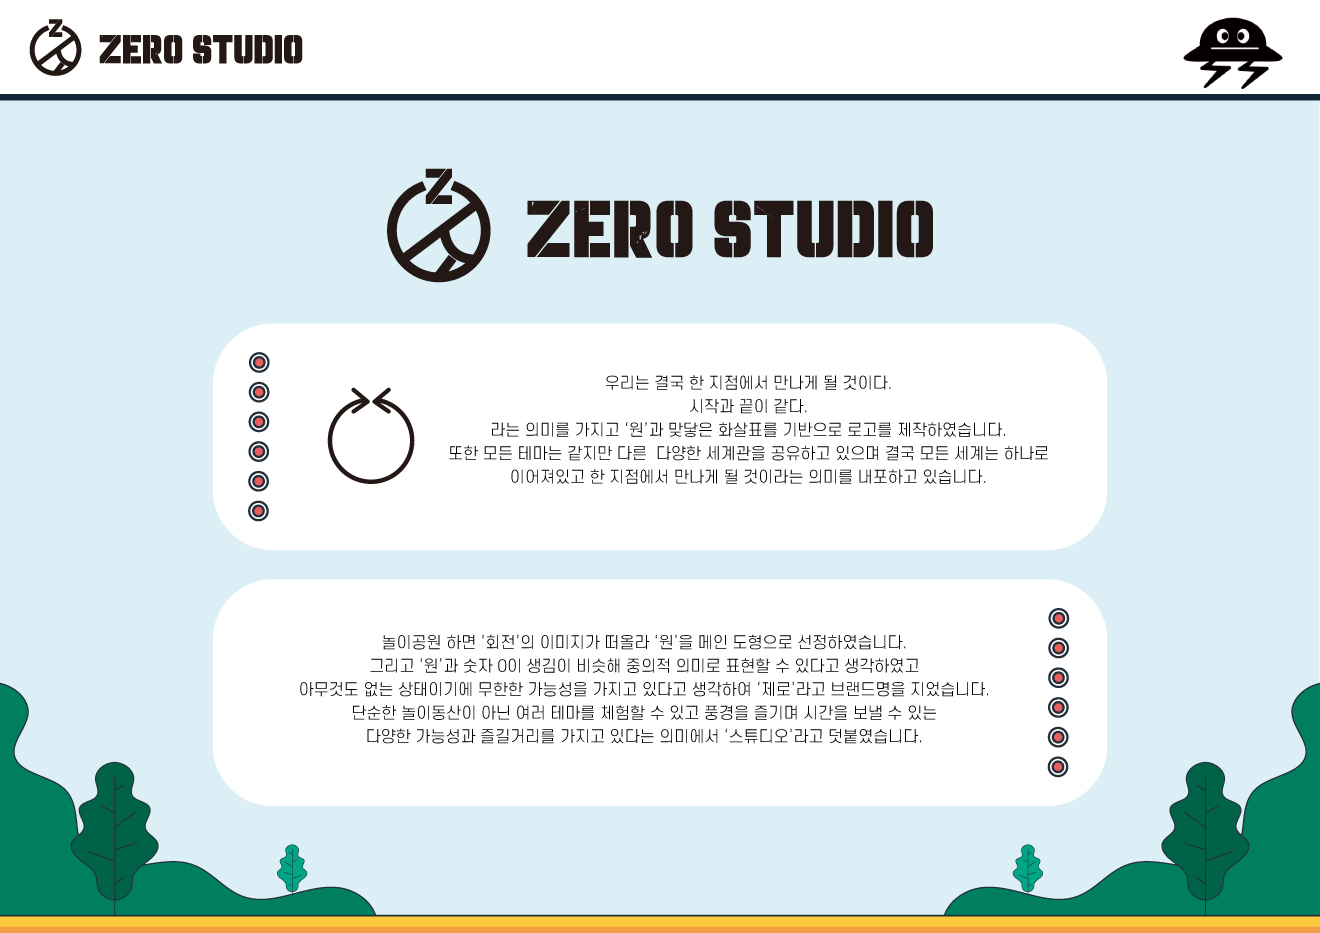 ZERO STUDIO
Z
ZERO STUDIO
우리는 결국 한 지점에서 만나게 될 것이다.
시작과 끝이 같다.
라는 의미를 가지고 ‘원’과 맞닿은 화살표를 기반으로 로고를 제작하였습니다.
또한 모든 테마는 같지만 다른 다양한 세계관을 공유하고 있으며 결국 모든 세계는 하나로
이어져있고 한 지점에서 만나게 될 것이라는 의미를 내포하고 있습니다.
놀이공원 하면 ‘회전’의 이미지가 떠올라 ‘원’을 메인 도형으로 선정하였습니다.
그리고 ‘원’과 숫자 0이 생김이 비슷해 중의적 의미로 표현할 수 있다고 생각하였고
아무것도 없는 상태이기에 무한한 가능성을 가지고 있다고 생각하여 ‘제로’라고 브랜드명을 지었습니다.
단순한 놀이동산이 아닌 여러 테마를 체험할 수 있고 풍경을 즐기며 시간을 보낼 수 있는
다양한 가능성과 즐길거리를 가지고 있다는 의미에서 ‘스튜디오’라고 덧붙였습니다.